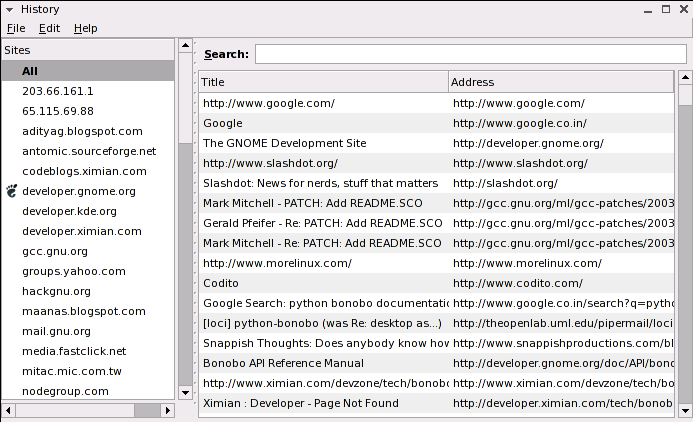 History
File Edit Help
Sites
All
203.66.161.1
65.115.69.88
adityag.blogspot.com
antomic.sourceforge.net
codeblogs.ximian.com
developer.gnome.org
developer.kde.org
developer.ximian.com
gcc.gnu.org
groups.yahoo.com
hackgnu.org
maanas.blogspot.com
mail.gnu.org
media.fastclick.net
mitac.mic.com.tw
nodegroup.com
Search:
Title Address
http://www.google.com/ http://www.google.com/
Google http://www.google.co.in/
The GNOME Development Site http://developer.gnome.org/
http://www.slashdot.org/ http://www.slashdot.org/
Slashdot: News for nerds, stuff that matters http://slashdot.org/
Mark Mitchell - PATCH: Add README.SCO http://gcc.gnu.org/ml/gcc-patches/2003
Gerald Pfeifer - Re: PATCH: Add README.SCO http://gcc.gnu.org/ml/gcc-patches/2003
Mark Mitchell - Re: PATCH: Add README.SCO http://gcc.gnu.org/ml/gcc-patches/2003
http://www.morelinux.com/ http://www.morelinux.com/
Codito http://www.codito.com/
Google Search: python bonobo documentatio http://www.google.co.in/search?q=pytho
[loci] python-bonobo (was Re: desktop as...) http://theopenlab.uml.edu/pipermail/loci
Snappish Thoughts: Does anybody know how http://www.snappishproductions.com/bl
Bonobo API Reference Manual http://developer.gnome.org/doc/API/bono
http://www.ximian.com/devzone/tech/bonobo http://www.ximian.com/devzone/tech/bo
Ximian : Developer - Page Not Found http://developer.ximian.com/tech/bonob